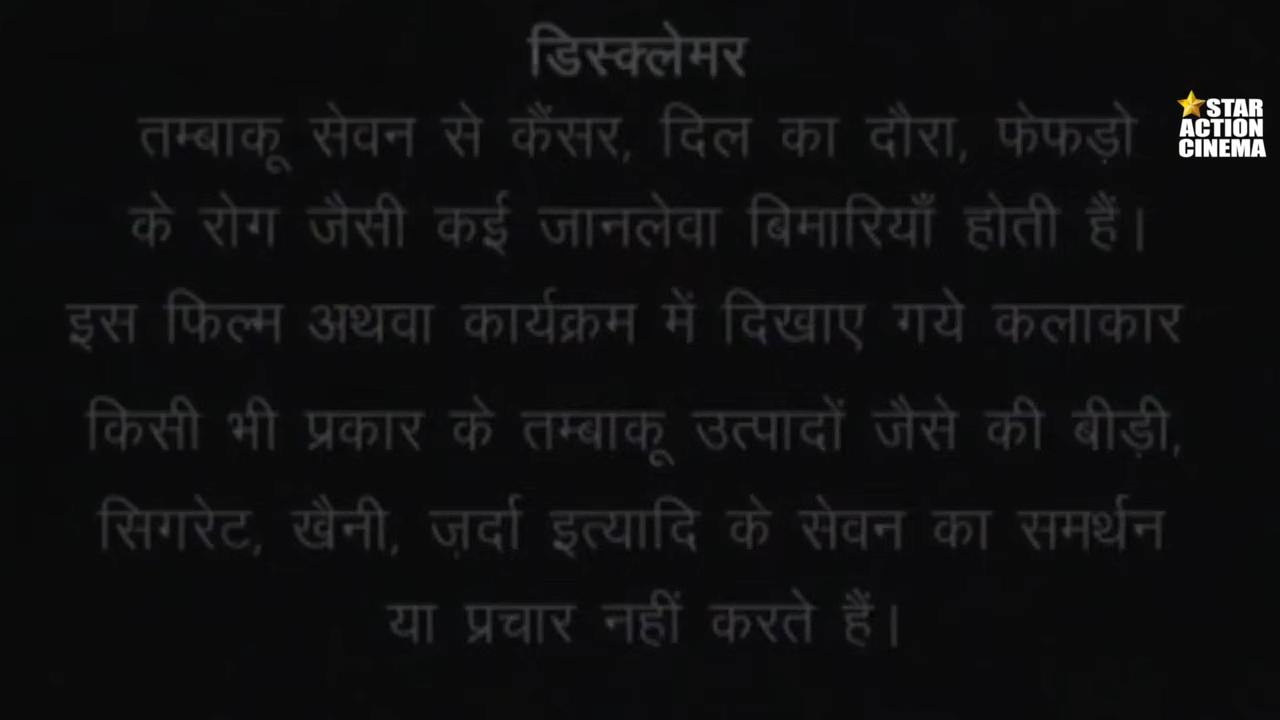 डिस्क्लेमर
तम्बाकू सेवन से कैंसर, दिल का दौरा, फेफड़ो
के रोग जैसी कई जानलेवा बिमारियाँ होती हैं।
इस फिल्म अथवा कार्यक्रम में दिखाए गये कलाकार
किसी भी प्रकार के तम्बाकू उत्पादों जैसे की बीड़ी,
सिगरेट, खैनी, ज़र्दा इत्यादि के सेवन का समर्थन
या प्रचार नहीं करते हैं।
STAR
ACTION
CINEMA